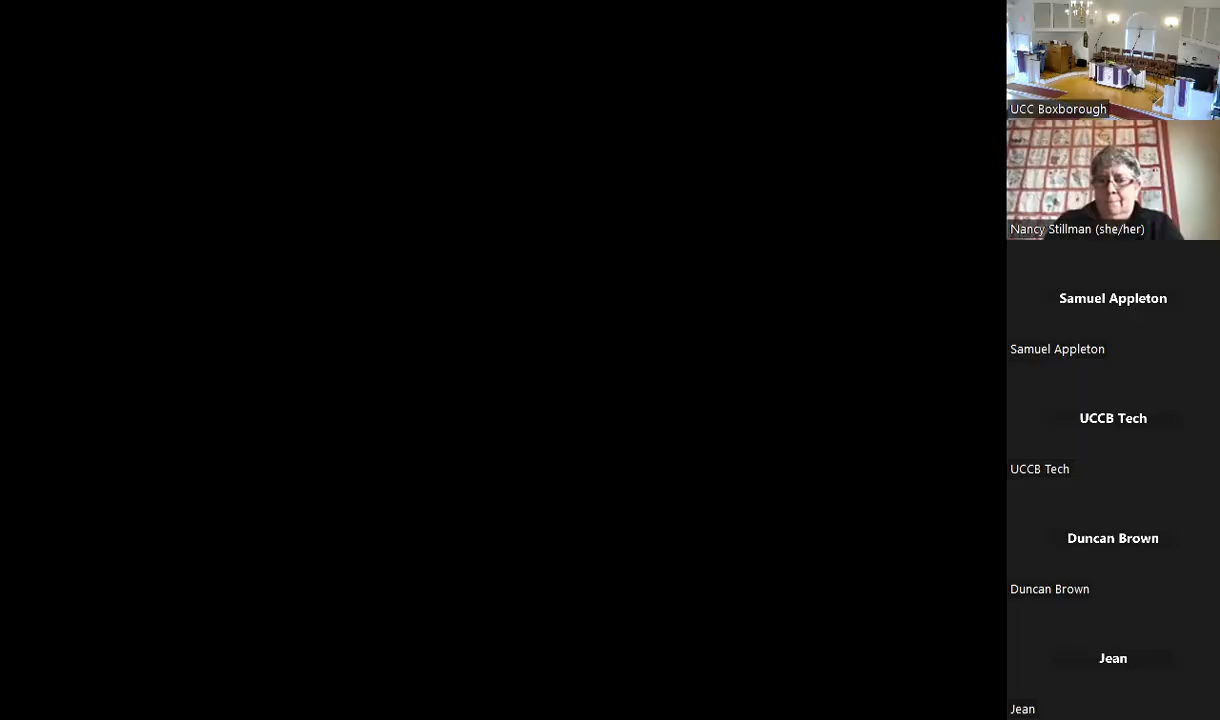 UCC Boxborough
Nancy Stillman (she/her)
Samuel Appleton
Samuel Appleton
UCCB Tech
UCCB Tech
Duncan Brown
Duncan Brown
Jean
Jean